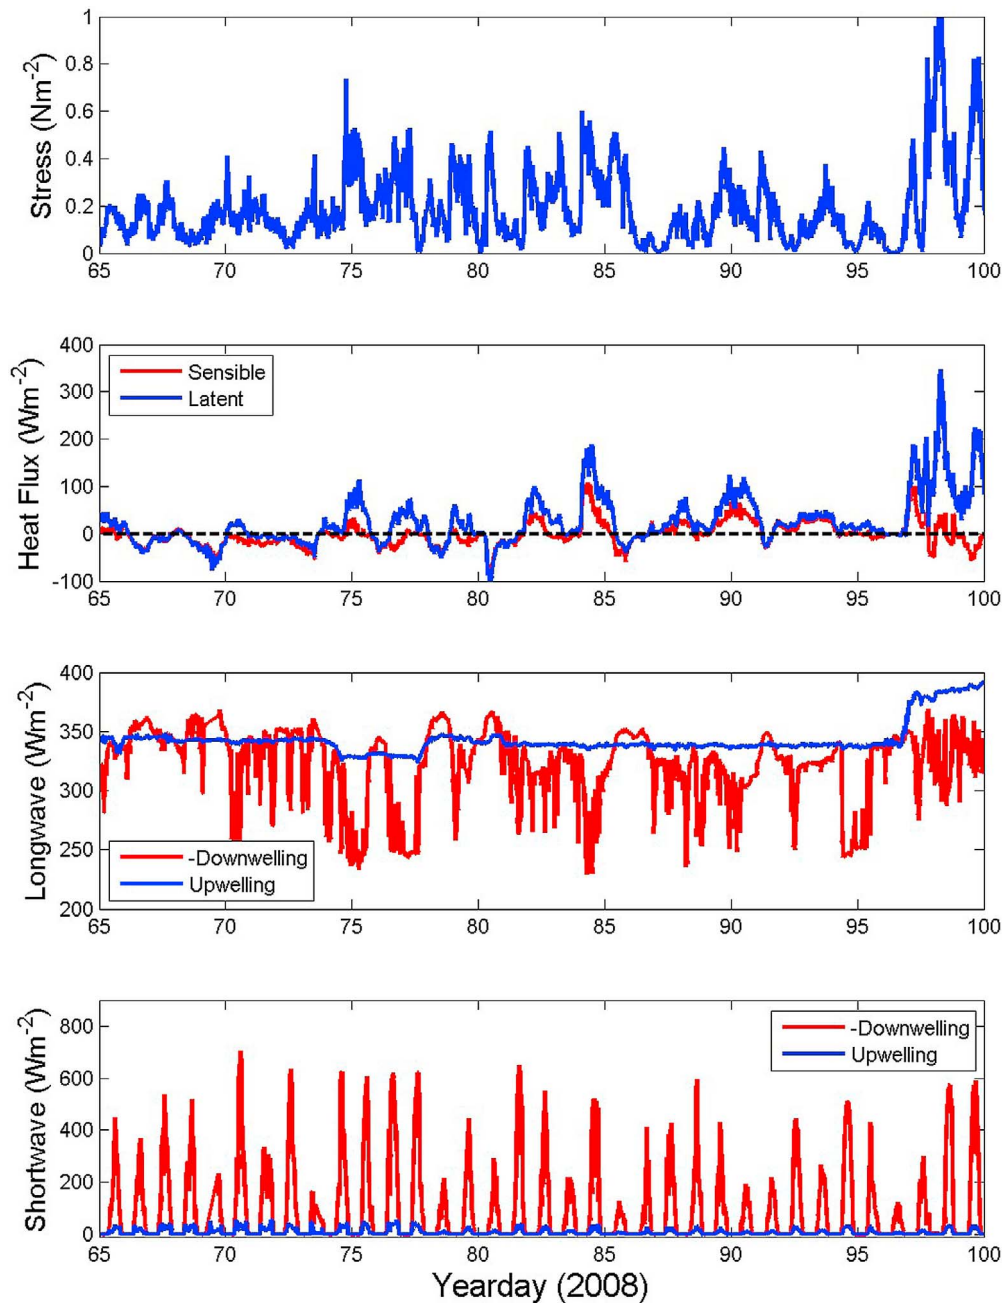 Stress (Nm⁻²)
1
0.8
0.6
0.4
0.2
0
65 70 75 80 85 90 95 100
Heat Flux (Wm⁻²)
400
300
200
100
0
-100
Sensible
Latent
65 70 75 80 85 90 95 100
Longwave (Wm⁻²)
400
350
300
250
200
-Downwelling
Upwelling
65 70 75 80 85 90 95 100
Shortwave (Wm⁻²)
800
600
400
200
0
-Downwelling
Upwelling
65 70 75 80 85 90 95 100
Yearday (2008)